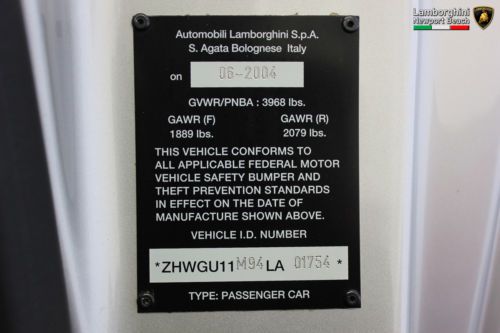 Lamborghini
Newport Beach
Automobili Lamborghini S.p.A.
S. Agata Bolognese Italy
on 06-2004
GVWR/PNBA : 3968 lbs.
GAWR (F) GAWR (R)
1889 lbs. 2079 lbs.
THIS VEHICLE CONFORMS TO
ALL APPLICABLE FEDERAL MOTOR
VEHICLE SAFETY BUMPER AND
THEFT PREVENTION STANDARDS
IN EFFECT ON THE DATE OF
MANUFACTURE SHOWN ABOVE.
VEHICLE I.D. NUMBER
*ZHWGU11M94LA 01754*
TYPE: PASSENGER CAR